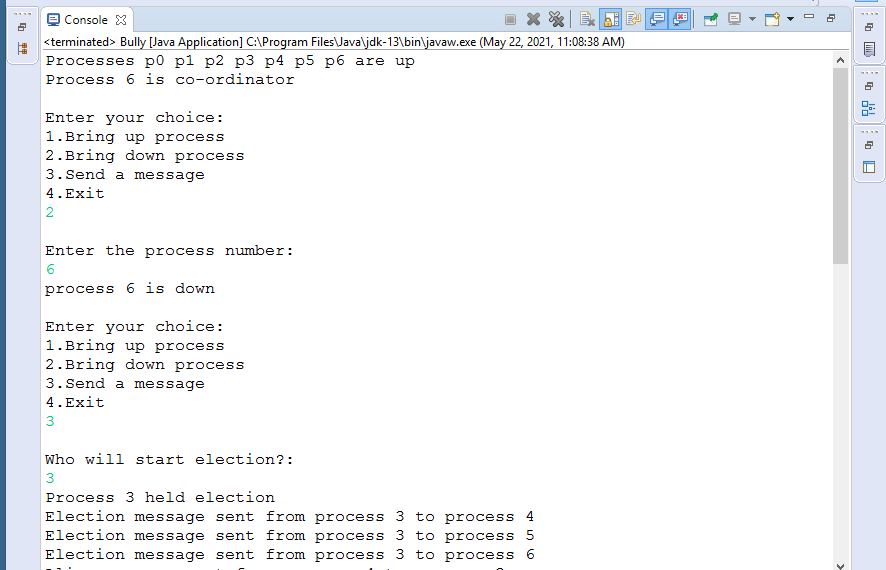 Console
<terminated> Bully [Java Application] C:\Program Files\Java\jdk-13\bin\javaw.exe (May 22, 2021, 11:08:38 AM)
Processes p0 p1 p2 p3 p4 p5 p6 are up
Process 6 is co-ordinator
Enter your choice:
1.Bring up process
2.Bring down process
3.Send a message
4.Exit
2
Enter the process number:
6
process 6 is down
Enter your choice:
1.Bring up process
2.Bring down process
3.Send a message
4.Exit
3
Who will start election?:
3
Process 3 held election
Election message sent from process 3 to process 4
Election message sent from process 3 to process 5
Election message sent from process 3 to process 6